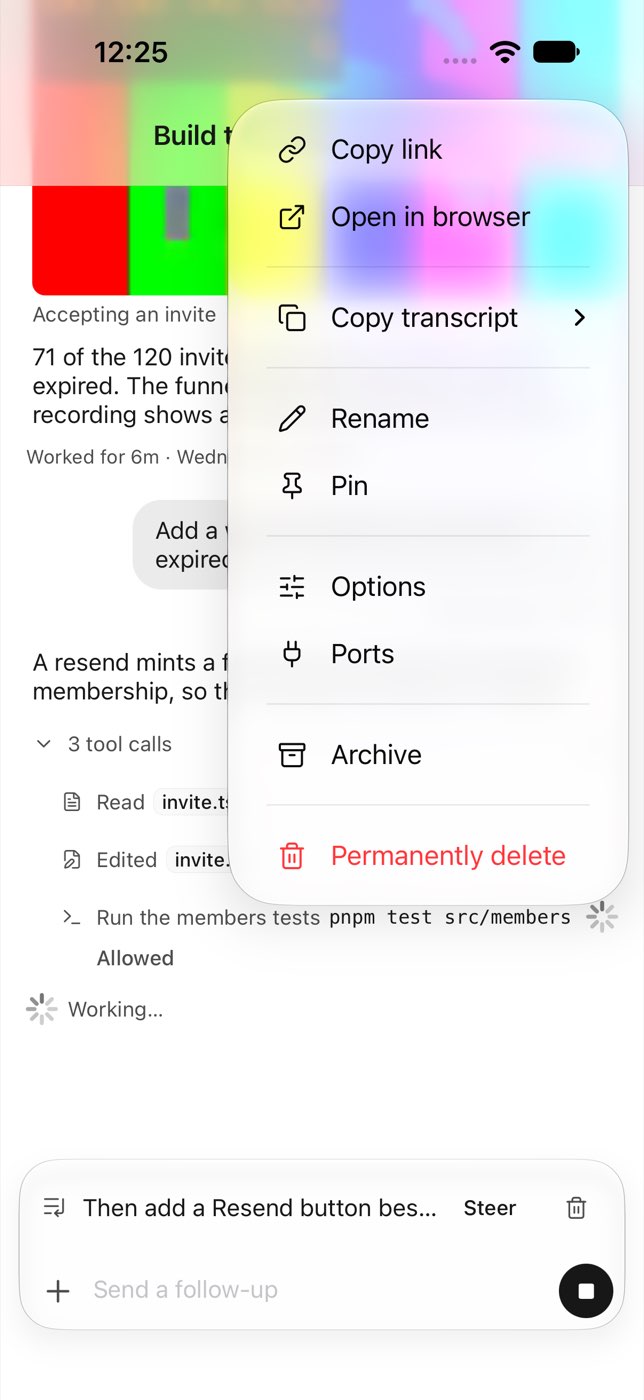 12:25
Build t
Copy link
Open in browser
Copy transcript
Rename
Pin
Options
Ports
Archive
Permanently delete
Accepting an invite
71 of the 120 invite
expired. The funne
recording shows a
Worked for 6m · Wedn
Add a
expired
A resend mints a f
membership, so th
3 tool calls
Read invite.ts
Edited invite.
Run the members tests pnpm test src/members
Allowed
Working...
Then add a Resend button bes... Steer
Send a follow-up